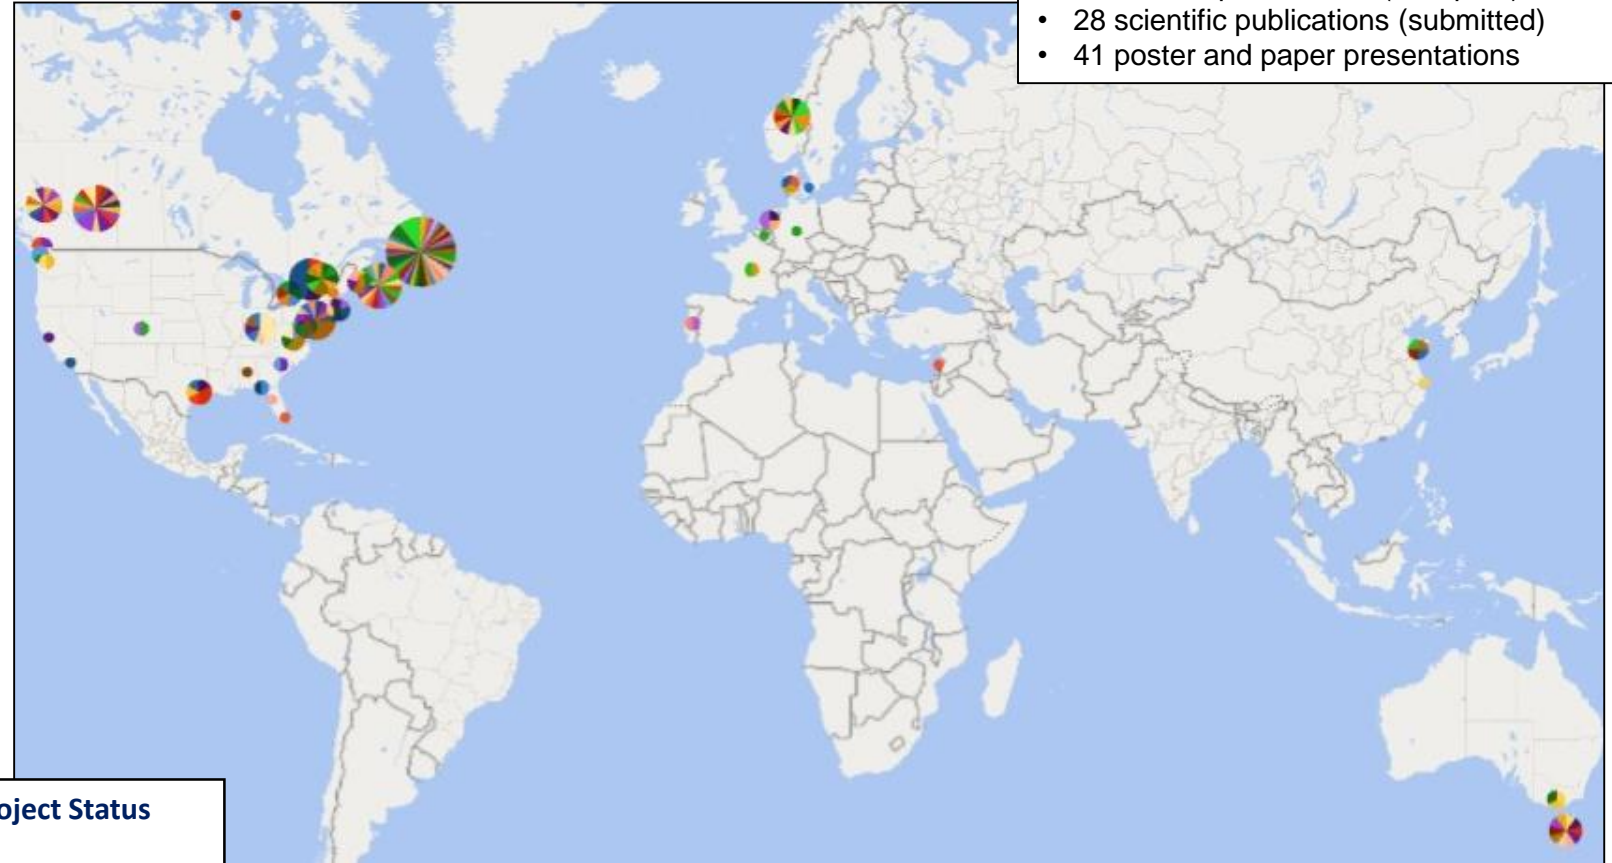 • 28 scientific publications (submitted)
• 41 poster and paper presentations
oject Status